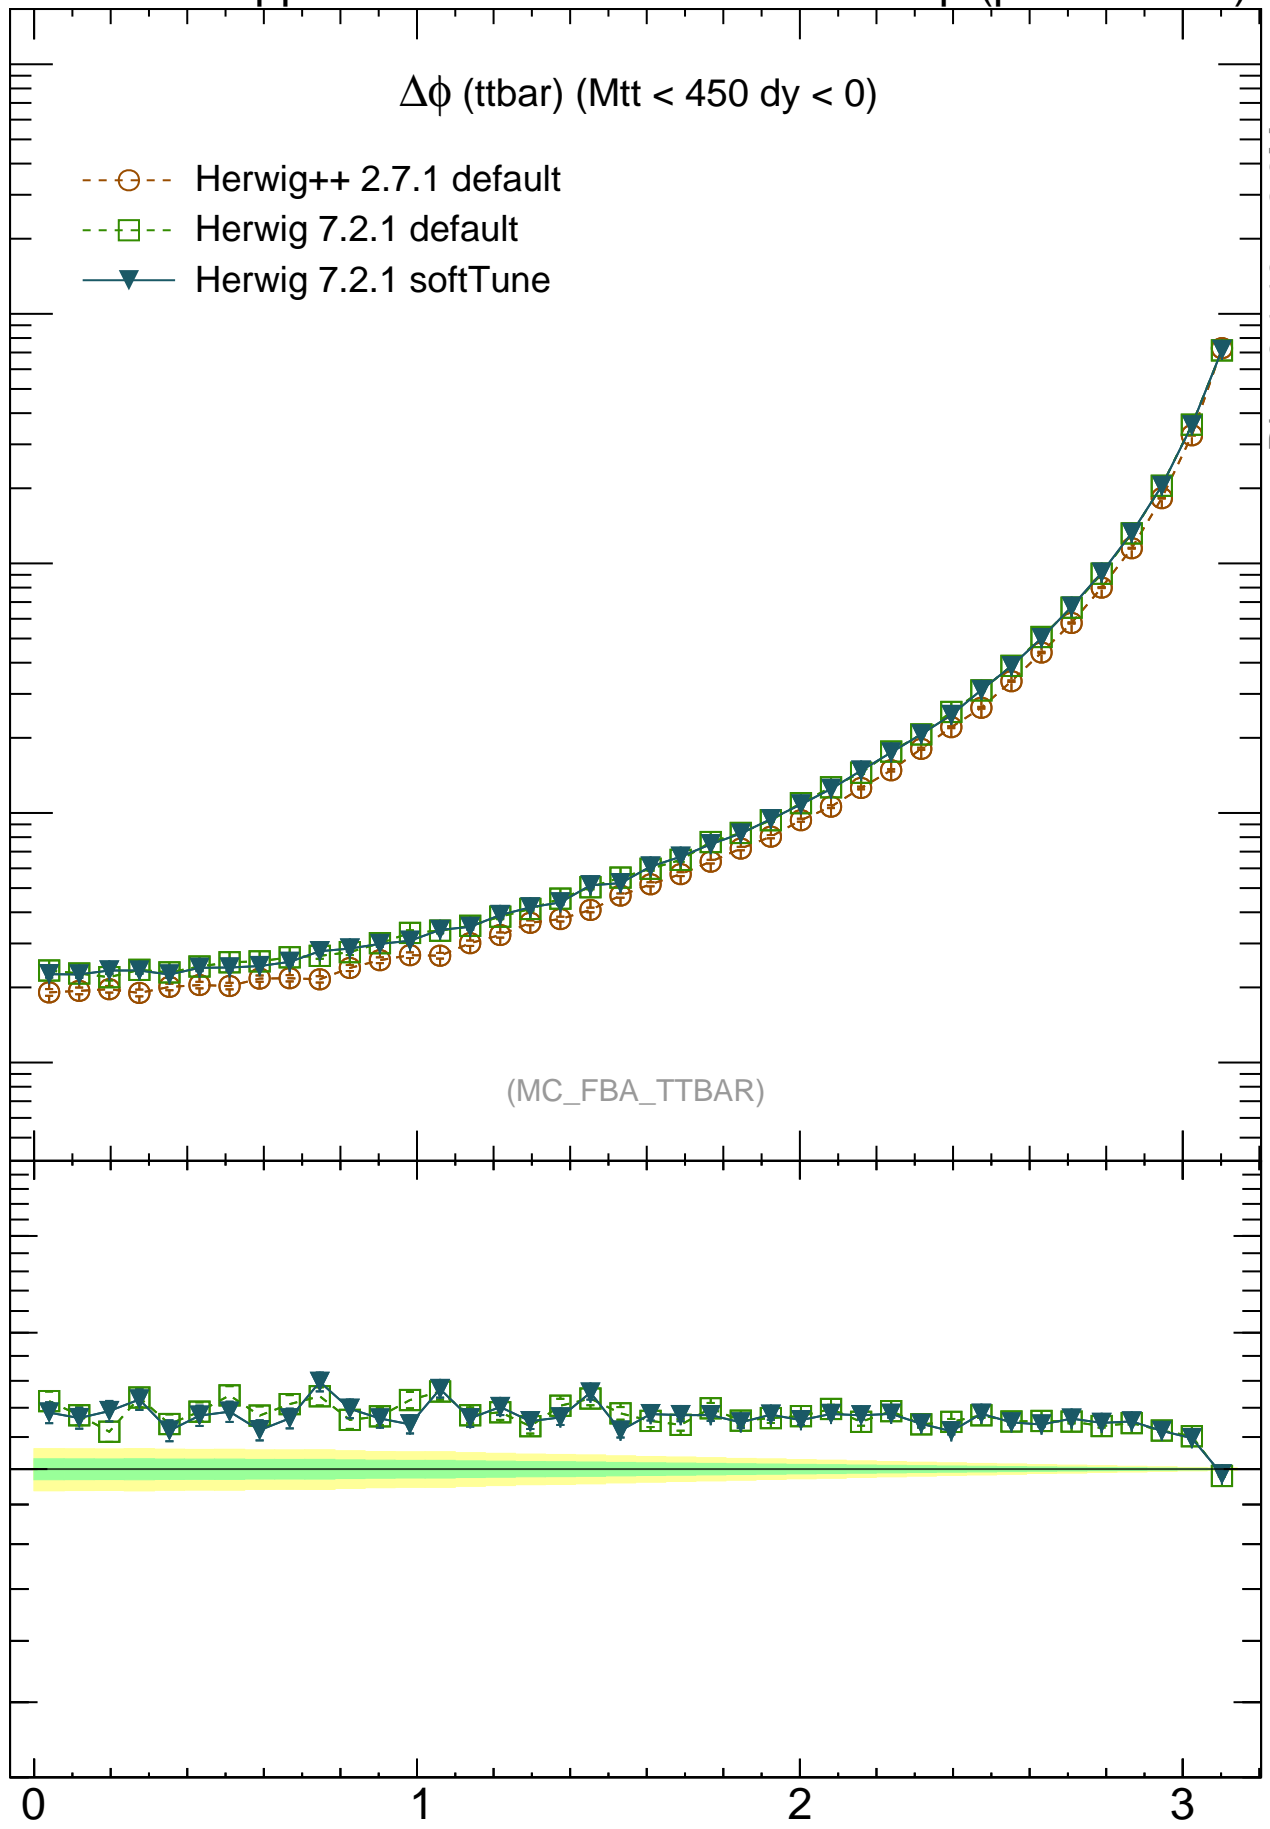 Δϕ (ttbar) (Mtt < 450 dy < 0)
Herwig++ 2.7.1 default
Herwig 7.2.1 default
Herwig 7.2.1 softTune
(MC_FBA_TTBAR)
0 1 2 3